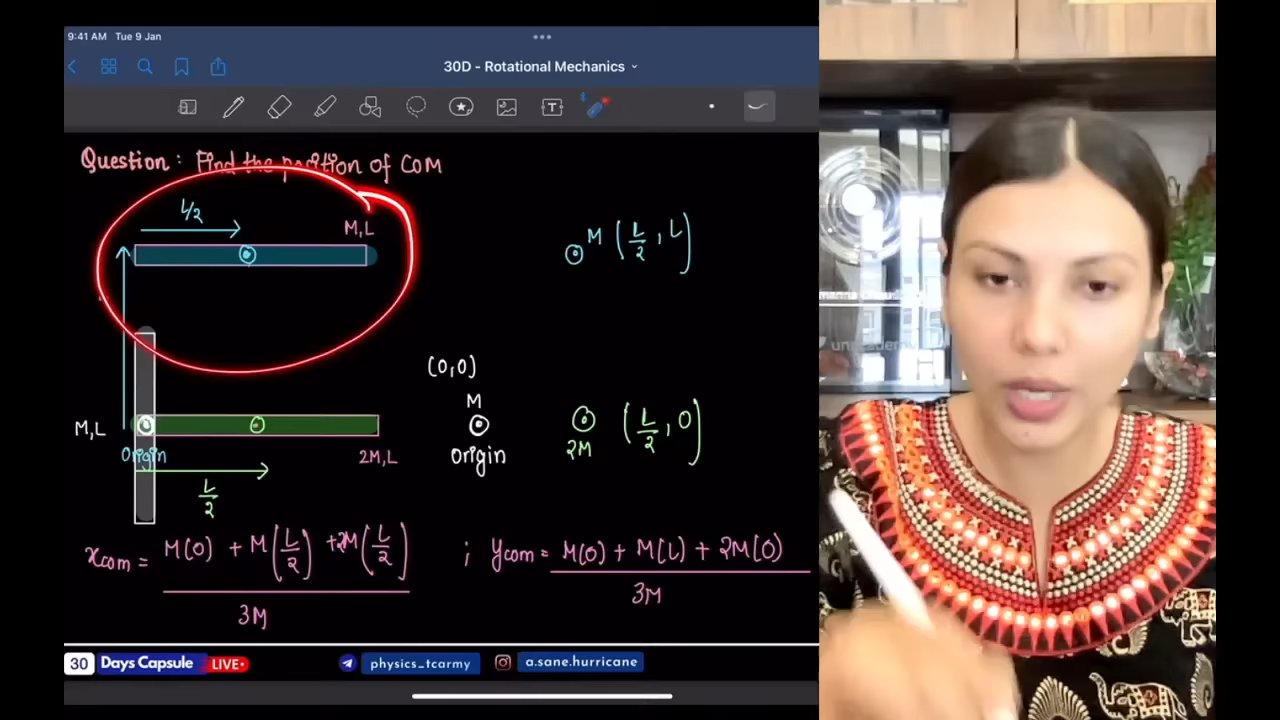 9:41 AM Tue 9 Jan
30D - Rotational Mechanics
Question: Find the position of COM
L/2
M,L
M (L/2, L)
(0,0)
M
M,L
Origin
2M,L
Origin
2M
(L/2, 0)
L/2
xcom = M(0) + M(L/2) + 2M(L/2) / 3M ; ycom = M(0) + M(L) + 2M(0) / 3M
30 Days Capsule LIVE• physics_tcarmy a.sane.hurricane